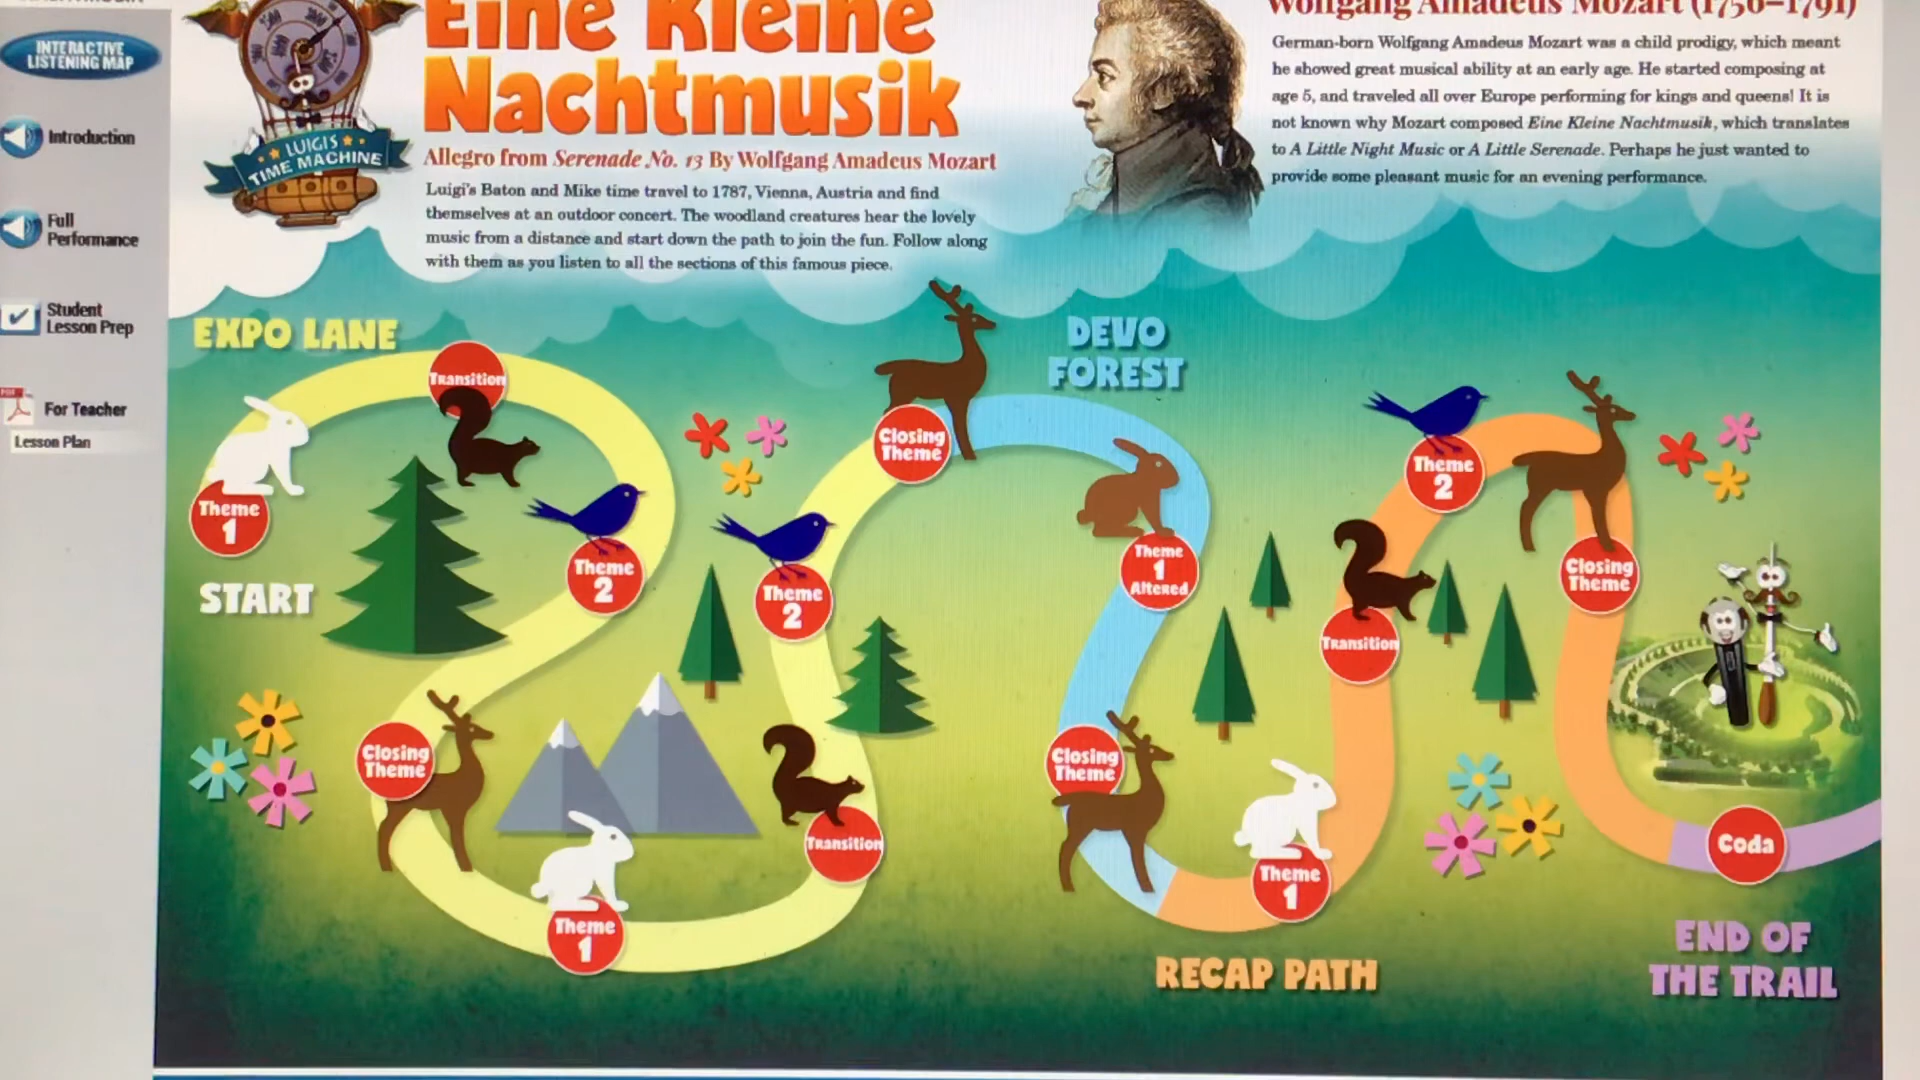 INTERACTIVE
LISTENING MAP
Introduction
Full
Performance
Student
Lesson Prep
PDF
For Teacher
Lesson Plan
LUIGIS
TIME MACHINE
Eine Kleine
Nachtmusik
Allegro from Serenade No. 13 By Wolfgang Amadeus Mozart
Luigi's Baton and Mike time travel to 1787, Vienna, Austria and find
themselves at an outdoor concert. The woodland creatures hear the lovely
music from a distance and start down the path to join the fun. Follow along
with them as you listen to all the sections of this famous piece.
Wolfgang Amadeus Mozart (1756–1791)
German-born Wolfgang Amadeus Mozart was a child prodigy, which meant
he showed great musical ability at an early age. He started composing at
age 5, and traveled all over Europe performing for kings and queens! It is
not known why Mozart composed Eine Kleine Nachtmusik, which translates
to A Little Night Music or A Little Serenade. Perhaps he just wanted to
provide some pleasant music for an evening performance.
EXPO LANE
Theme
1
START
Transition
Theme
2
Closing
Theme
Theme
1
Transition
Theme
2
Closing
Theme
DEVO
FOREST
Theme
1
Altered
Closing
Theme
RECAP PATH
Theme
1
Transition
Theme
2
Closing
Theme
Coda
END OF
THE TRAIL